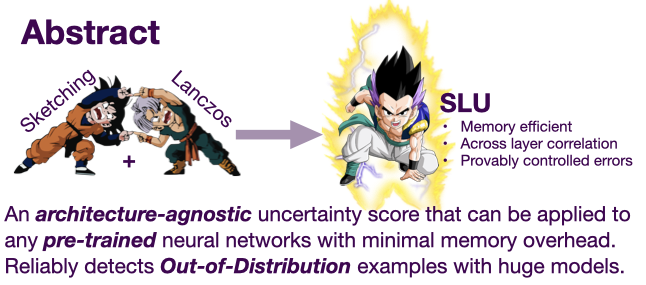 Abstract
Sketching
Lanczos
+
SLU
• Memory efficient
• Across layer correlation
• Provably controlled errors
An architecture-agnostic uncertainty score that can be applied to
any pre-trained neural networks with minimal memory overhead.
Reliably detects Out-of-Distribution examples with huge models.